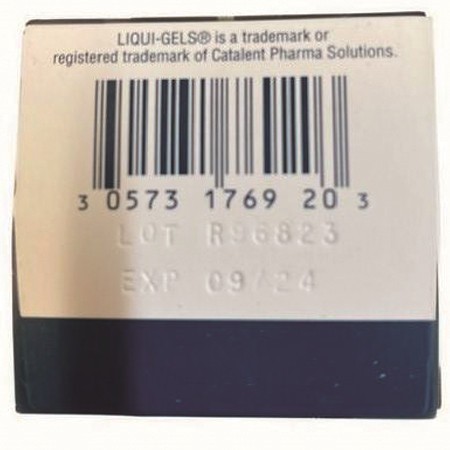 LIQUI-GELS® is a trademark or
registered trademark of Catalent Pharma Solutions.
3 0573 1769 20 3
LOT R96823
EXP 09/24